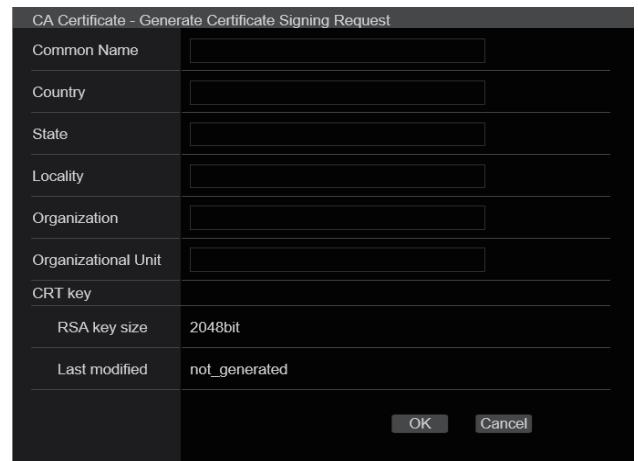 CA Certificate - Generate Certificate Signing Request
Common Name
Country
State
Locality
Organization
Organizational Unit
CRT key
RSA key size 2048bit
Last modified not_generated
OK Cancel